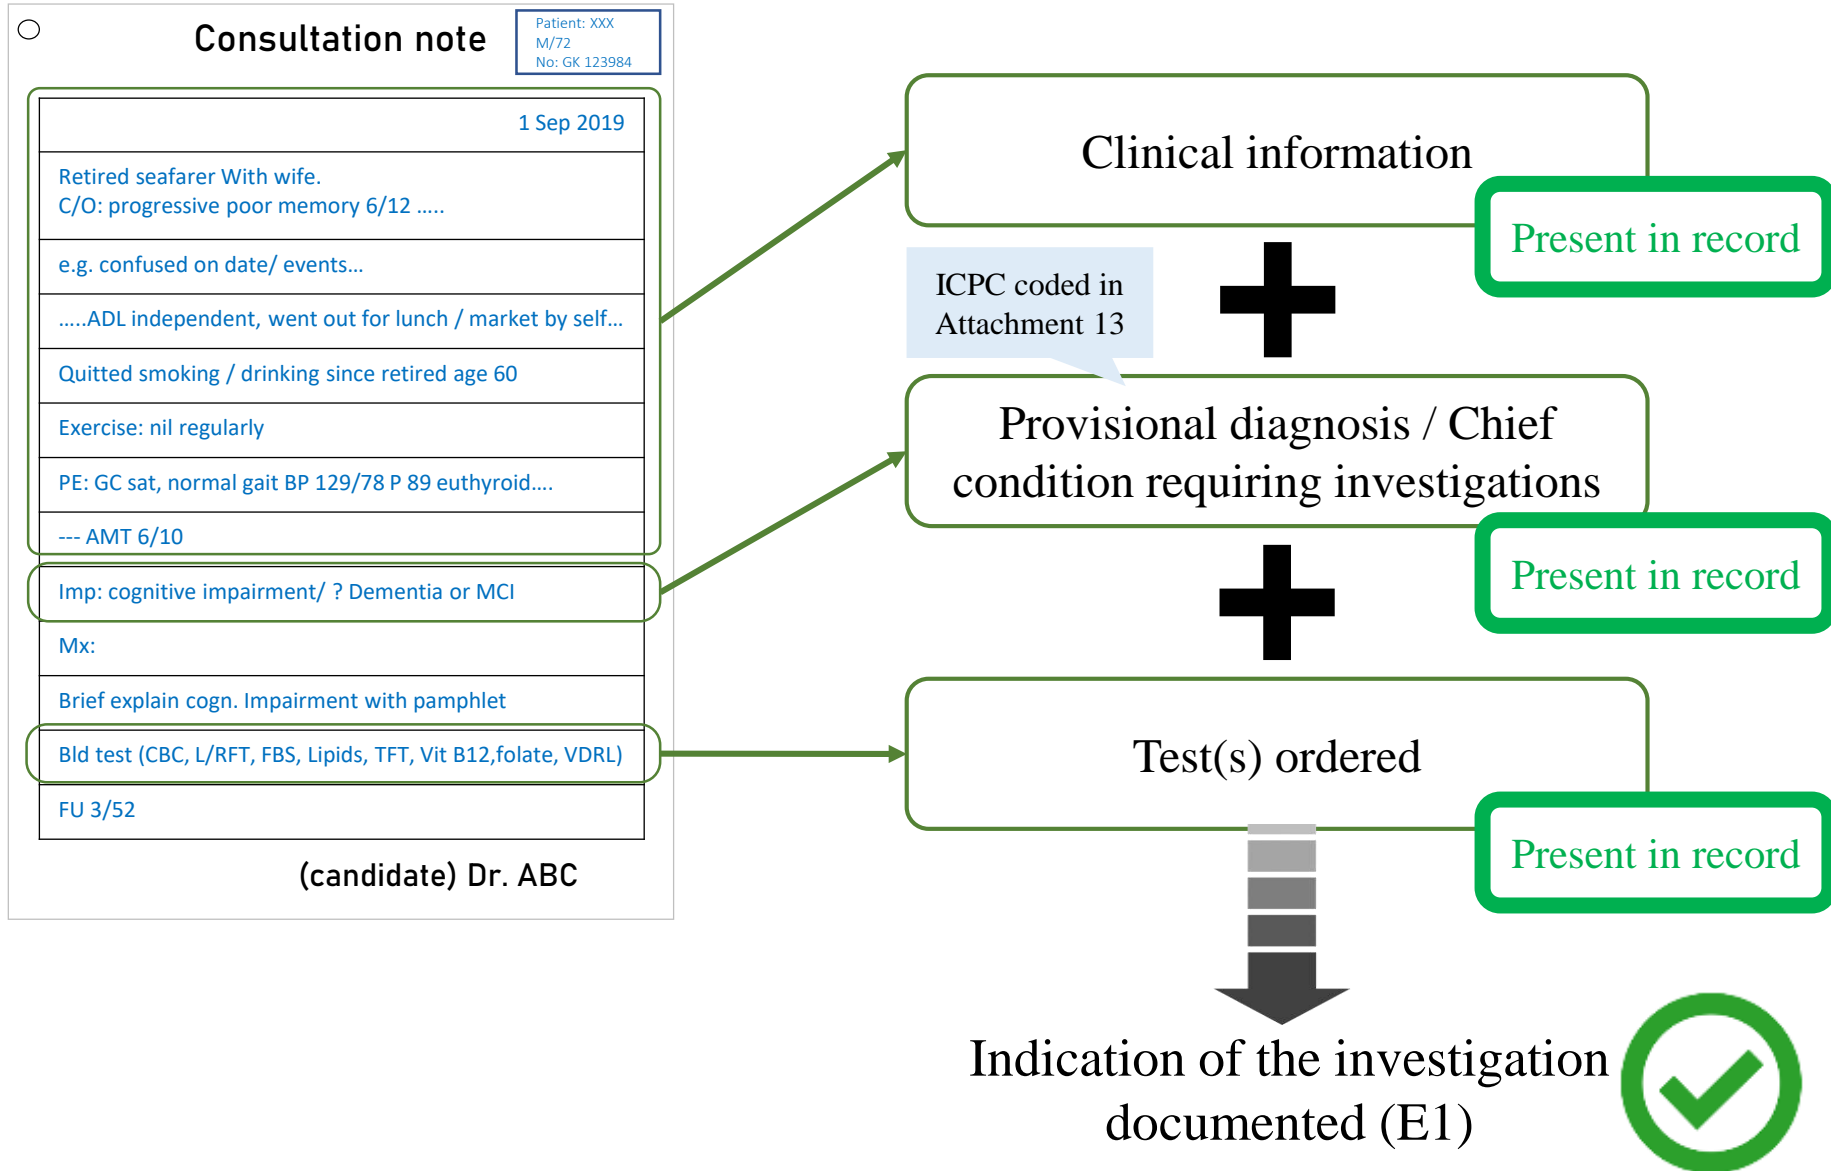 Consultation note
Patient: XXX
M/72
No: GK 123984
1 Sep 2019
Retired seafarer With wife.
C/O: progressive poor memory 6/12 .....
e.g. confused on date/ events...
.....ADL independent, went out for lunch / market by self...
Quitted smoking / drinking since retired age 60
Exercise: nil regularly
PE: GC sat, normal gait BP 129/78 P 89 euthyroid....
--- AMT 6/10
Imp: cognitive impairment/ ? Dementia or MCI
Mx:
Brief explain cogn. Impairment with pamphlet
Bld test (CBC, L/RFT, FBS, Lipids, TFT, Vit B12,folate, VDRL)
FU 3/52
(candidate) Dr. ABC
Clinical information
Present in record
ICPC coded in
Attachment 13
Provisional diagnosis / Chief
condition requiring investigations
Present in record
Test(s) ordered
Present in record
Indication of the investigation
documented (E1)